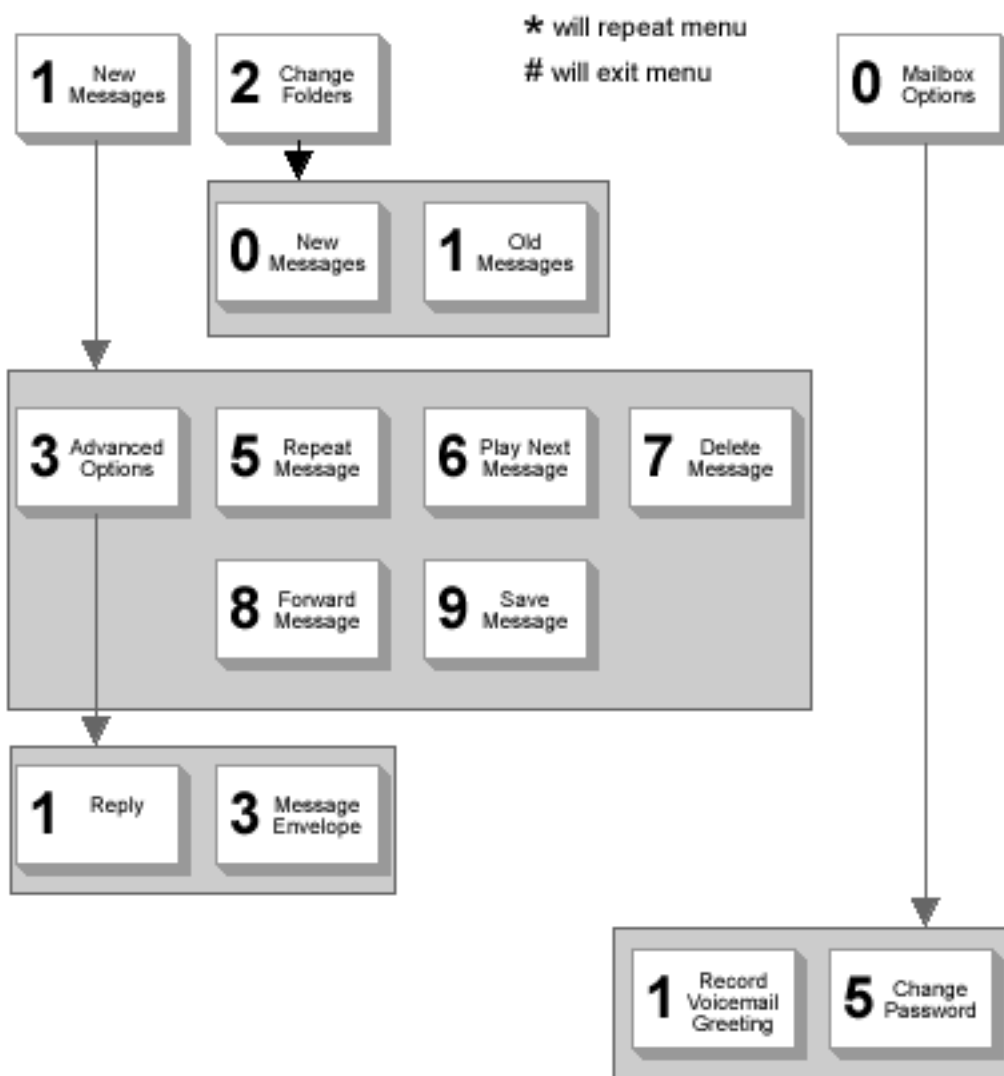 * will repeat menu
# will exit menu
1 New
Messages
2 Change
Folders
0 Mailbox
Options
0 New
Messages
1 Old
Messages
3 Advanced
Options
5 Repeat
Message
6 Play Next
Message
7 Delete
Message
8 Forward
Message
9 Save
Message
1 Reply
3 Message
Envelope
1 Record
Voicemail
Greeting
5 Change
Password